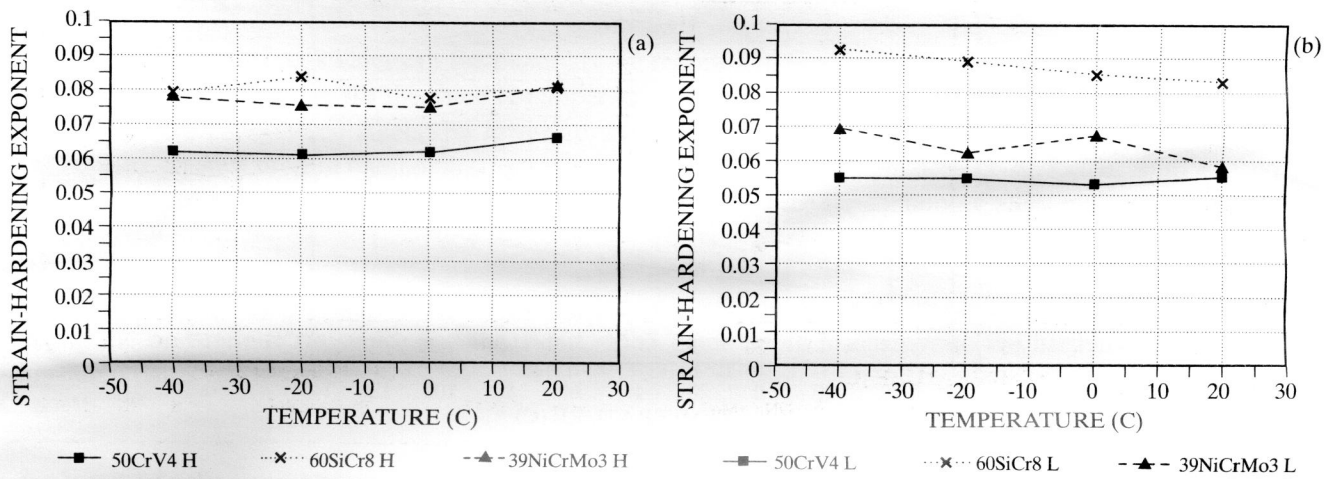 STRAIN-HARDENING EXPONENT
0.1
0.09
0.08
0.07
0.06
0.05
0.04
0.03
0.02
0.01
0
-50 -40 -30 -20 -10 0 10 20 30
TEMPERATURE (C)
(a)
50CrV4 H 60SiCr8 H 39NiCrMo3 H
STRAIN-HARDENING EXPONENT
0.1
0.09
0.08
0.07
0.06
0.05
0.04
0.03
0.02
0.01
0
-50 -40 -30 -20 -10 0 10 20 30
TEMPERATURE (C)
(b)
50CrV4 L 60SiCr8 L 39NiCrMo3 L